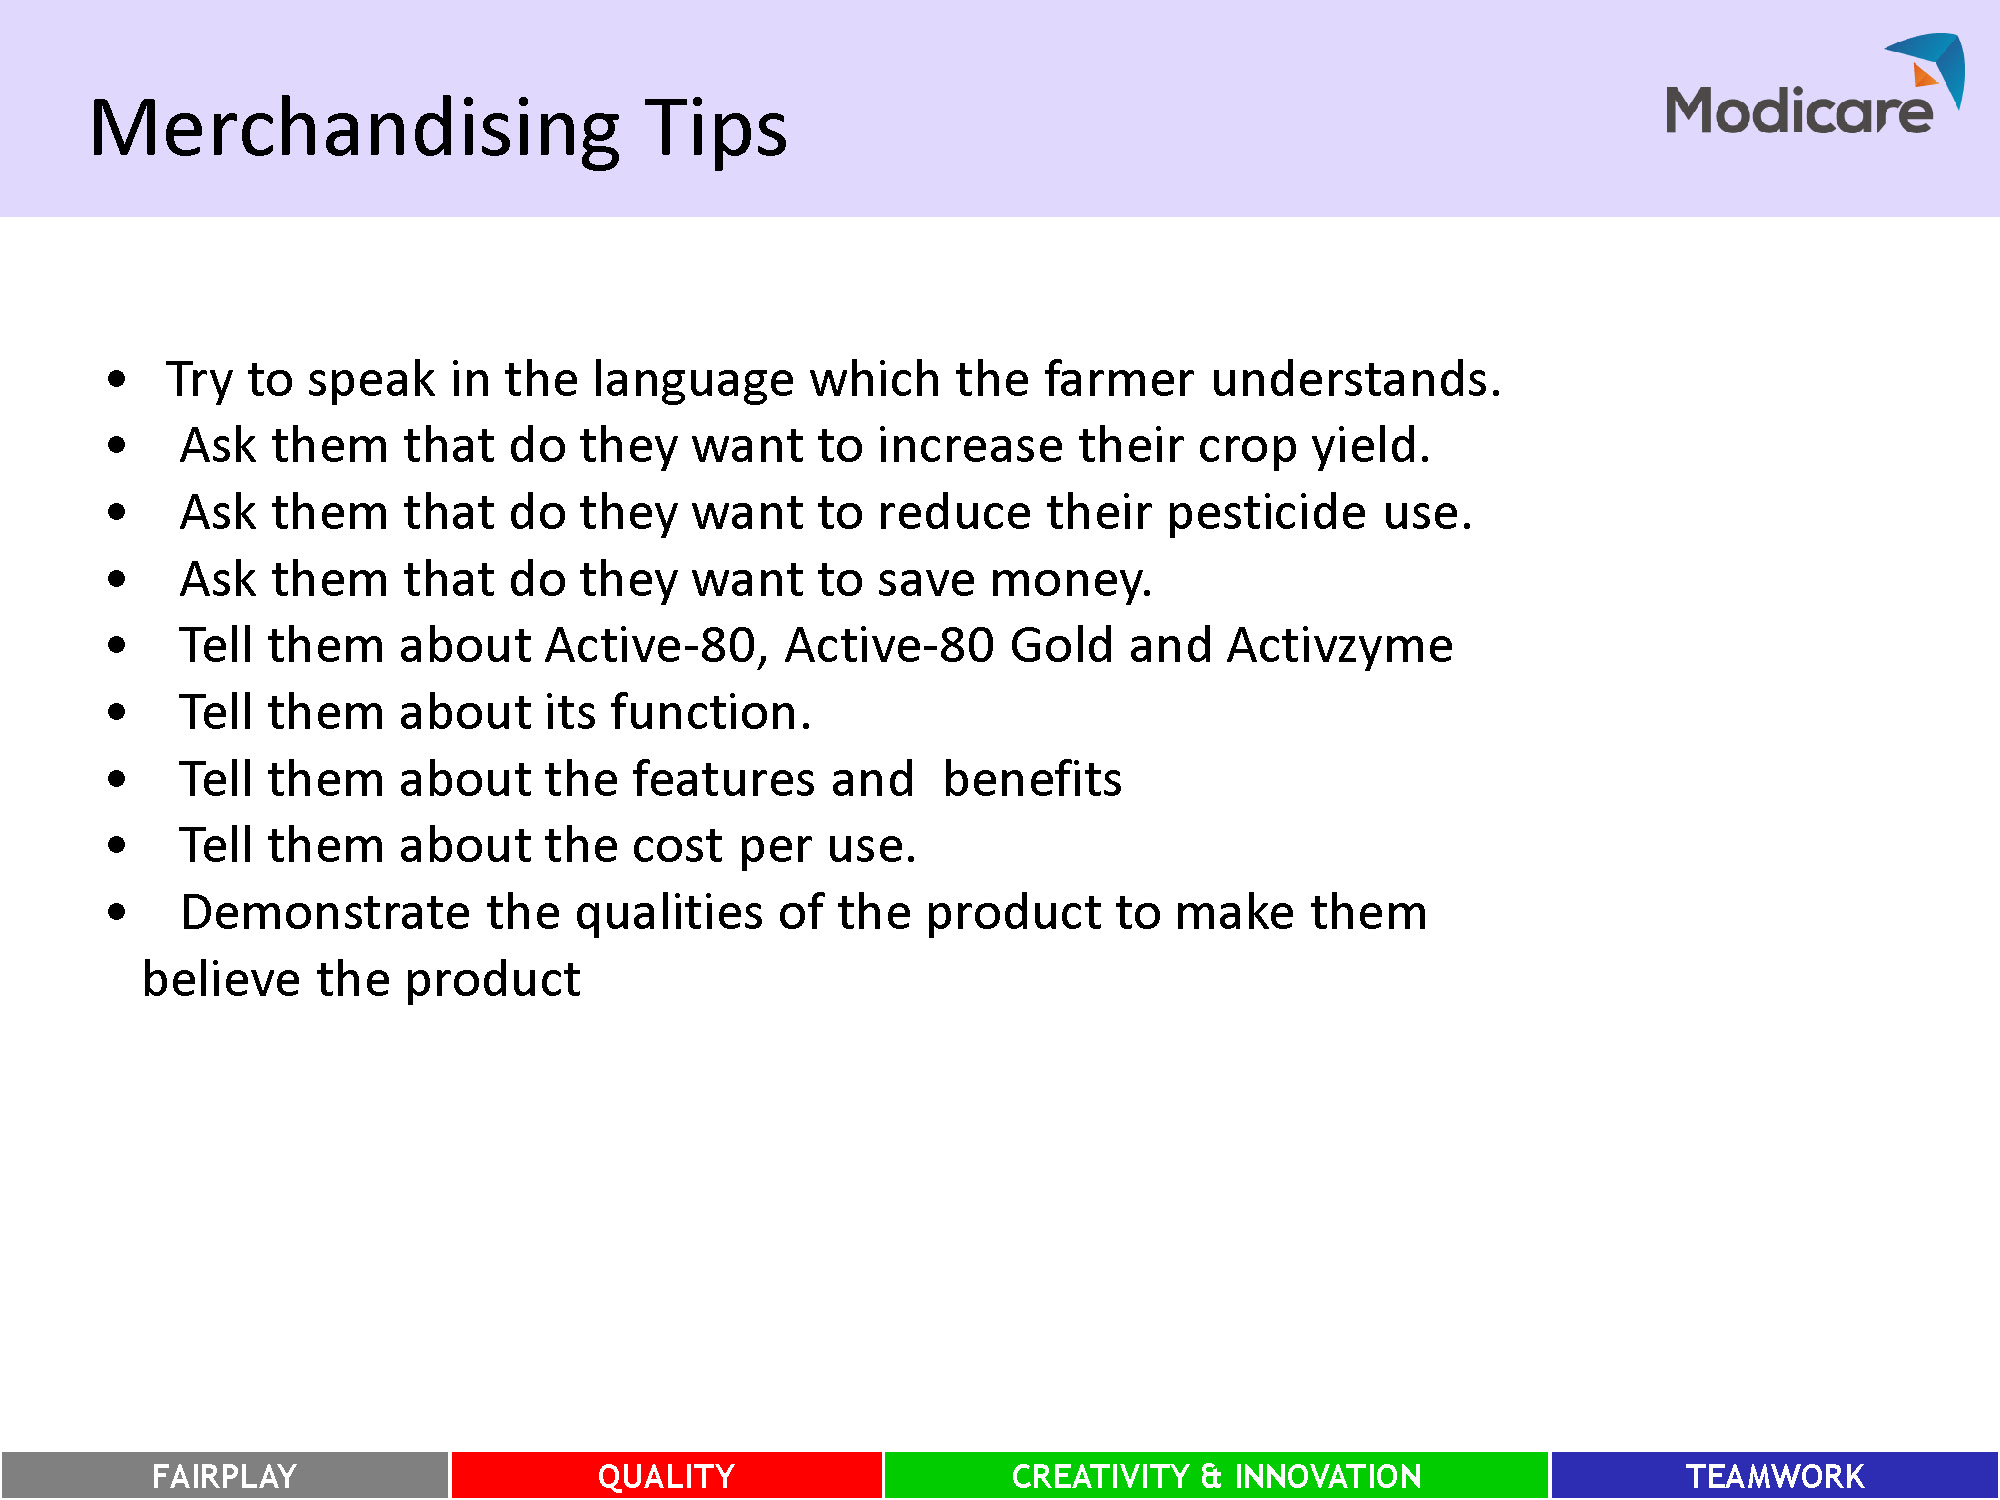 Merchandising Tips
Modicare
• Try to speak in the language which the farmer understands.
• Ask them that do they want to increase their crop yield.
• Ask them that do they want to reduce their pesticide use.
• Ask them that do they want to save money.
• Tell them about Active-80, Active-80 Gold and Activzyme
• Tell them about its function.
• Tell them about the features and benefits
• Tell them about the cost per use.
• Demonstrate the qualities of the product to make them
believe the product
FAIRPLAY QUALITY CREATIVITY & INNOVATION TEAMWORK